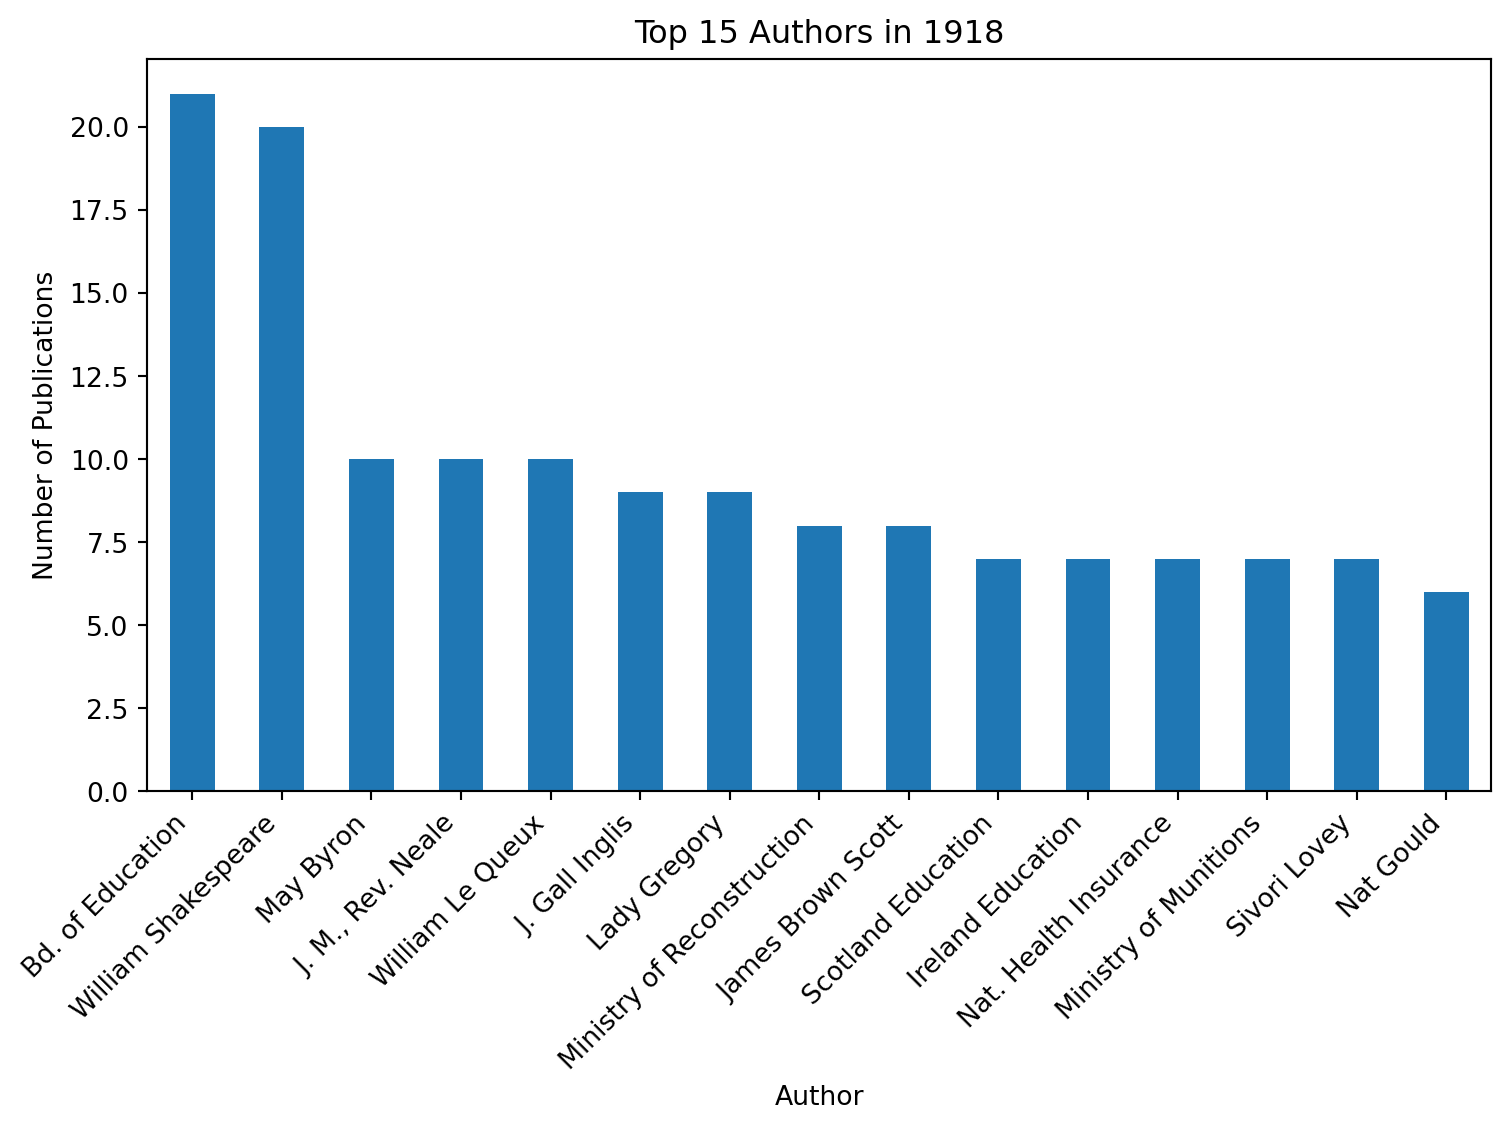 Top 15 Authors in 1918
Number of Publications
20.0
17.5
15.0
12.5
10.0
7.5
5.0
2.5
0.0
Bd. of Education
William Shakespeare
May Byron
J. M., Rev. Neale
William Le Queux
J. Gall Inglis
Lady Gregory
Ministry of Reconstruction
James Brown Scott
Scotland Education
Ireland Education
Nat. Health Insurance
Ministry of Munitions
Sivori Lovey
Nat Gould
Author